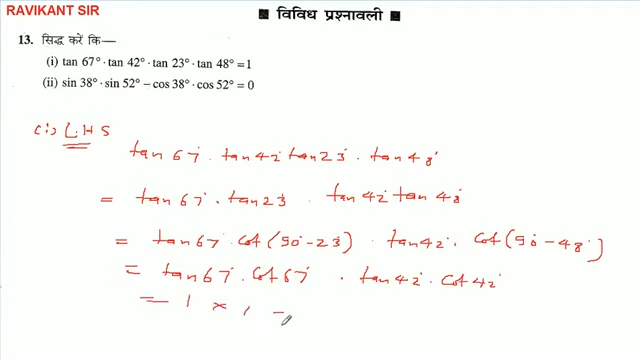 RAVIKANT SIR
■ विविध प्रश्नावली ■
13. सिद्ध करें कि—
(i) tan 67° · tan 42° · tan 23° · tan 48° = 1
(ii) sin 38° · sin 52° – cos 38° · cos 52° = 0
(i) LHS
tan 67° · tan 42° tan 23° · tan 48°
= tan 67° · tan 23° · tan 42° tan 48°
= tan 67° · cot (90° – 23°) · tan 42° · cot (90° – 48°)
= tan 67° · cot 67° · tan 42° · cot 42°
= 1 × 1 =